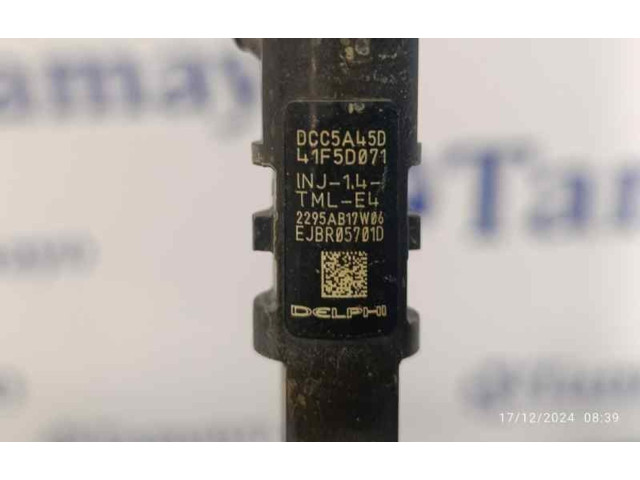 DCC5A45D
41F5D071
INJ-1.4-
TML-E4
2295AB17W06
EJBR05701D
DELPHI
17/12/2024 08:39